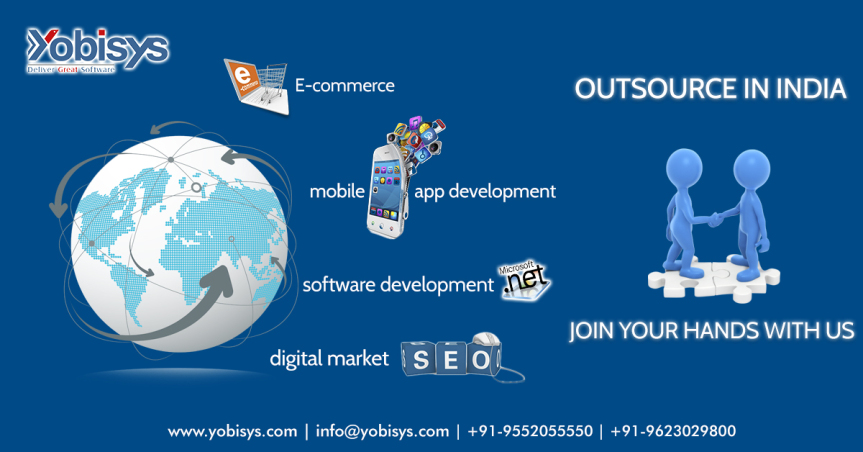 Yobisys
Deliver Great Software
e
-commerce
E-commerce
OUTSOURCE IN INDIA
mobile app development
software development
Microsoft
.net
digital market
SEO
JOIN YOUR HANDS WITH US
www.yobisys.com | info@yobisys.com | +91-9552055550 | +91-9623029800